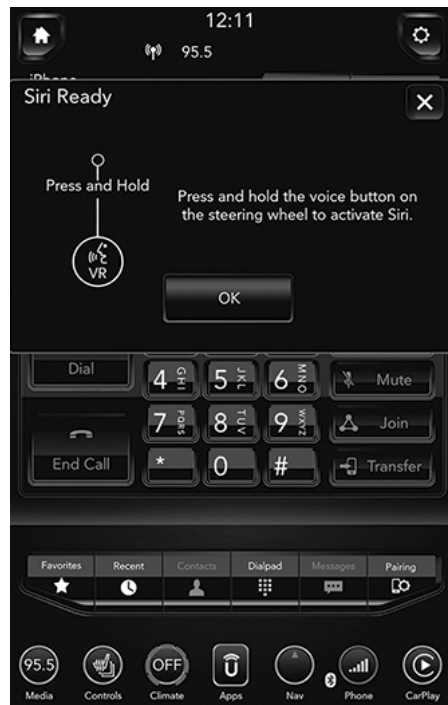 12:11
95.5
iPhone
Siri Ready
Press and Hold
VR
Press and hold the voice button on
the steering wheel to activate Siri.
OK
Dial
4 GHI 5 JKL 6 MNO
Mute
7 PQRS 8 TUV 9 WXYZ
Join
End Call
* 0 #
Transfer
Favorites Recent Contacts Dialpad Messages Pairing
95.5 OFF
Media Controls Climate Apps Nav Phone CarPlay